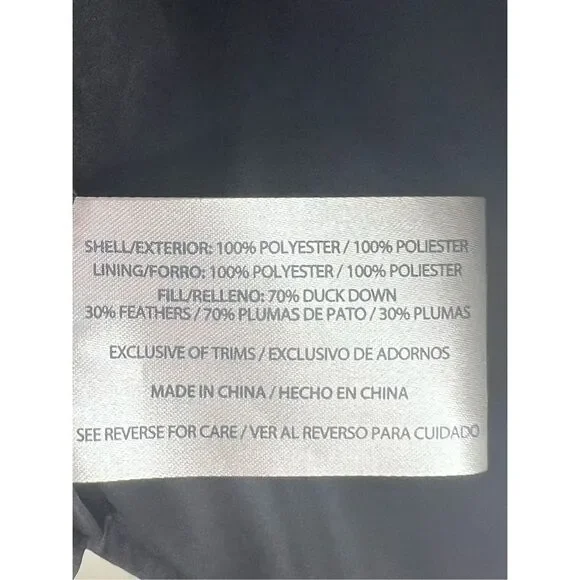 SHELL/EXTERIOR: 100% POLYESTER / 100% POLIESTER
LINING/FORRO: 100% POLYESTER / 100% POLIESTER
FILL/RELLENO: 70% DUCK DOWN
30% FEATHERS / 70% PLUMAS DE PATO / 30% PLUMAS
EXCLUSIVE OF TRIMS / EXCLUSIVO DE ADORNOS
MADE IN CHINA / HECHO EN CHINA
SEE REVERSE FOR CARE / VER AL REVERSO PARA CUIDADO